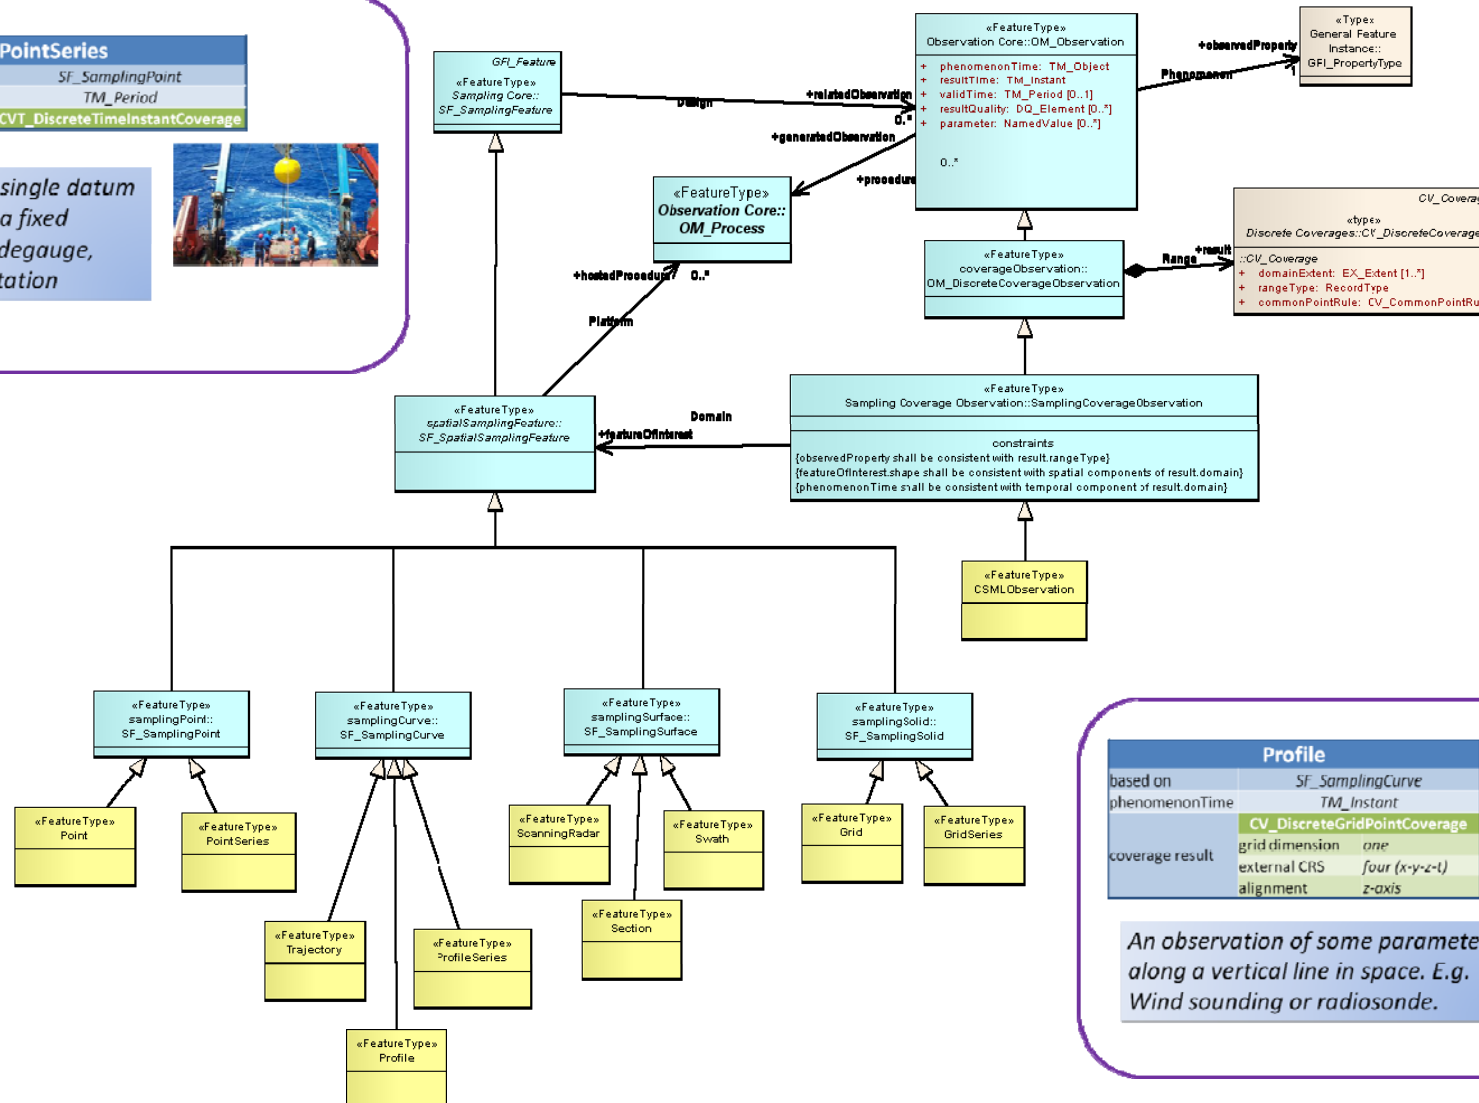 PointSeries
SF_SamplingPoint
TM_Period
CVT_DiscreteTimeInstantCoverage
single datum
a fixed
degauge,
tation
GFI_Feature
«FeatureType»
Sampling Core::
SF_SamplingFeature
Design
+relatedObservation
0..*
+generatedObservation
+procedure
«FeatureType»
Observation Core::OM_Observation
+ phenomenonTime: TM_Object
+ resultTime: TM_Instant
+ validTime: TM_Period [0..1]
+ resultQuality: DQ_Element [0..*]
+ parameter: NamedValue [0..*]
0..*
+observedProperty
Phenomenon
1
«Type»
General Feature
Instance::
GFI_PropertyType
«FeatureType»
Observation Core::
OM_Process
+hostedProcedure
0..*
Platform
«FeatureType»
coverageObservation::
OM_DiscreteCoverageObservation
Range
+result
«type»
Discrete Coverages::CV_DiscreteCoverage
::CV_Coverage
+ domainExtent: EX_Extent [1..*]
+ rangeType: RecordType
+ commonPointRule:
«FeatureType»
spatialSamplingFeature::
SF_SpatialSamplingFeature
Domain
+featureOfInterest
«FeatureType»
Sampling Coverage Observation::SamplingCoverageObservation
constraints
{observedProperty shall be consistent with result.rangeType}
{featureOfInterest.shape shall be consistent with spatial components of result.domain}
{phenomenonTime shall be consistent with temporal component of result.domain}
«FeatureType»
CSMLObservation
«FeatureType»
samplingPoint::
SF_SamplingPoint
«FeatureType»
samplingCurve::
SF_SamplingCurve
«FeatureType»
samplingSurface::
SF_SamplingSurface
«FeatureType»
samplingSolid::
SF_SamplingSolid
«FeatureType»
Point
«FeatureType»
PointSeries
«FeatureType»
ScanningRadar
«FeatureType»
Swath
«FeatureType»
Grid
«FeatureType»
GridSeries
«FeatureType»
Trajectory
«FeatureType»
ProfileSeries
«FeatureType»
Section
«FeatureType»
Profile
Profile
based on SF_SamplingCurve
phenomenonTime TM_Instant
coverage result
CV_DiscreteGridPointCoverage
grid dimension one
external CRS four (x-y-z-t)
alignment z-axis
An observation of some paramete
along a vertical line in space. E.g.
Wind sounding or radiosonde.